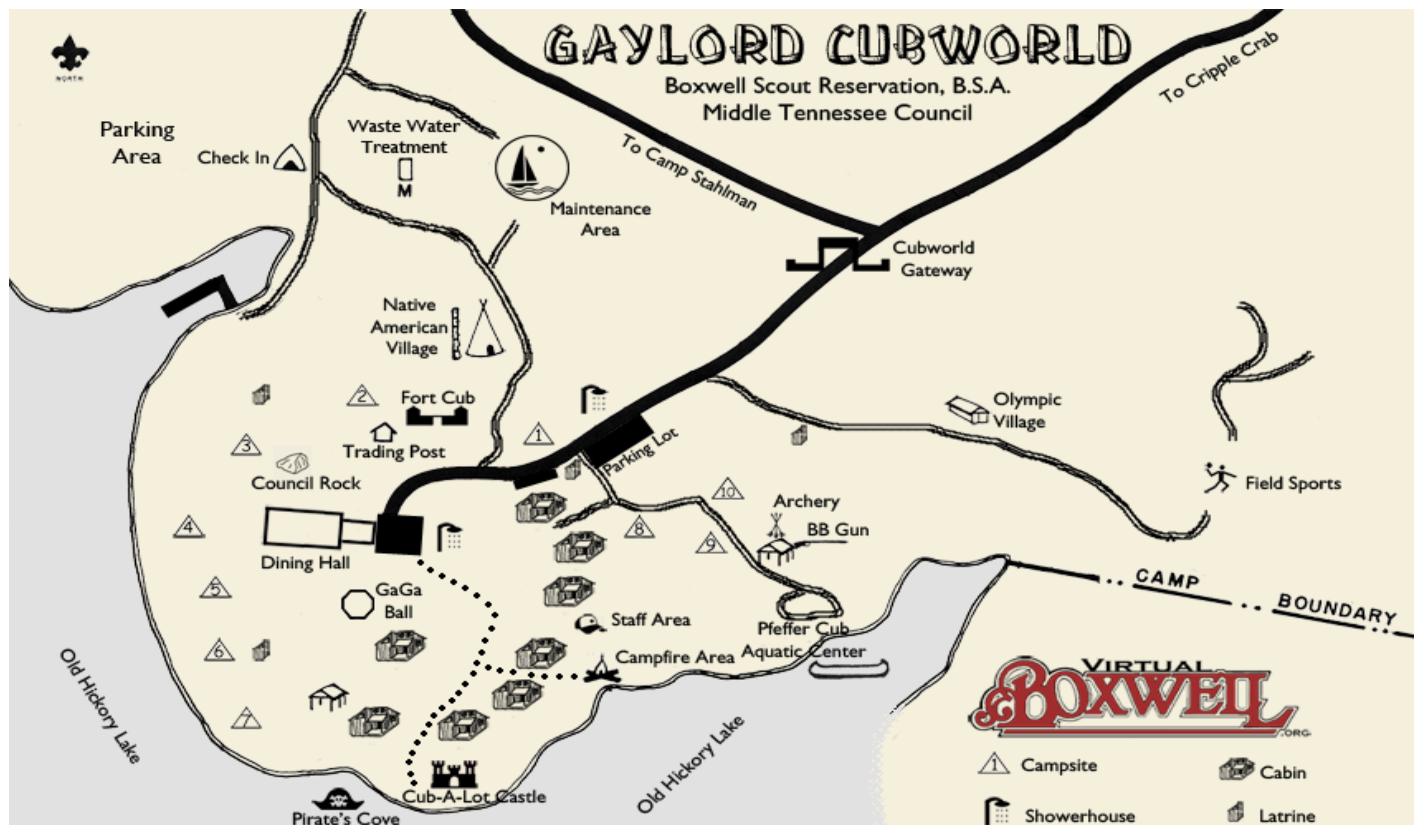 GAYLORD CUBWORLD
Boxwell Scout Reservation, B.S.A.
Middle Tennessee Council
NORTH
To Cripple Crab
To Camp Stahlman
Parking
Area
Check In
Waste Water
Treatment
M
Maintenance
Area
Cubworld
Gateway
Native
American
Village
2
Fort Cub
Trading Post
3
Council Rock
1
Parking Lot
Olympic
Village
Field Sports
4
Dining Hall
10
Archery
BB Gun
8
9
5
GaGa
Ball
6
7
Staff Area
Campfire Area
Pfeffer Cub
Aquatic Center
CAMP
BOUNDARY
Old Hickory Lake
Old Hickory Lake
Cub-A-Lot Castle
Pirate's Cove
VIRTUAL
BOXWELL
.ORG
1
Campsite
Cabin
Showerhouse
Latrine